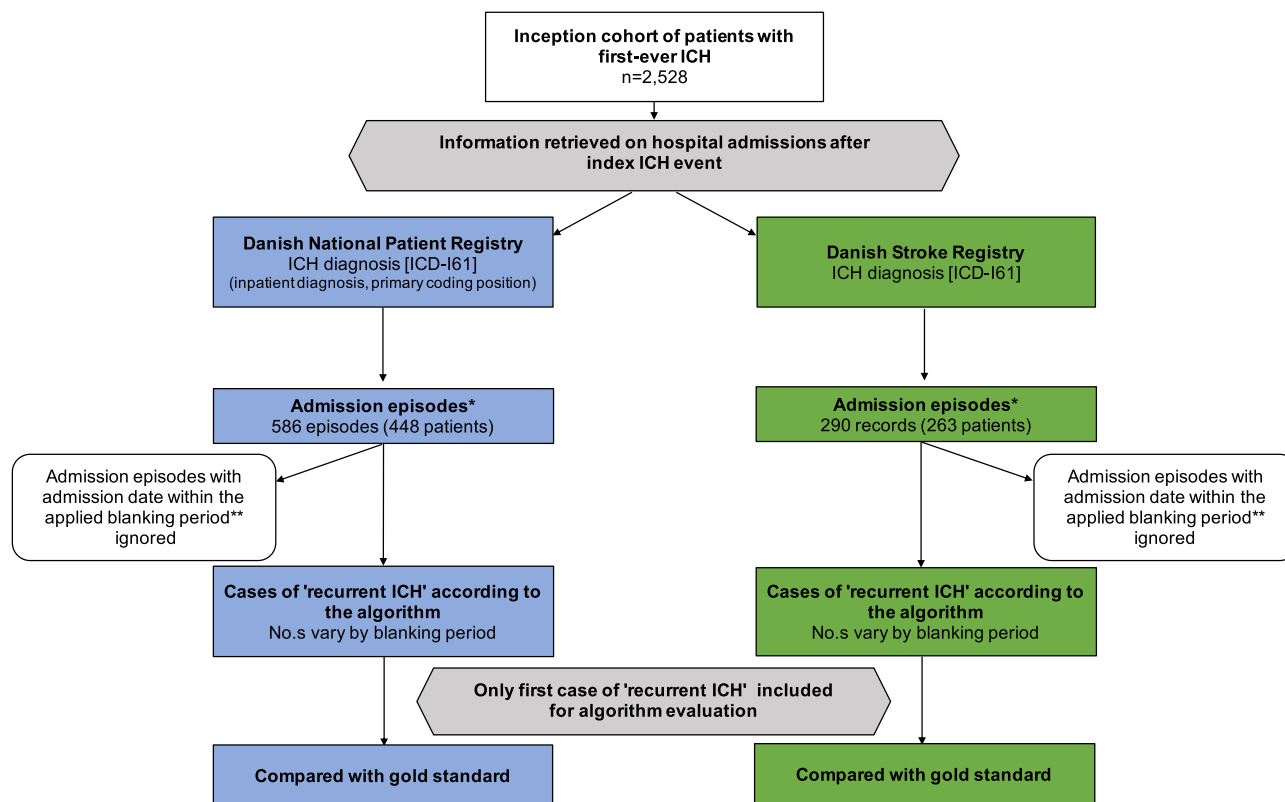 Inception cohort of patients with
first-ever ICH
n=2,528
Information retrieved on hospital admissions after
index ICH event
Danish National Patient Registry
ICH diagnosis [ICD-I61]
(inpatient diagnosis, primary coding position)
Danish Stroke Registry
ICH diagnosis [ICD-I61]
Admission episodes*
586 episodes (448 patients)
Admission episodes*
290 records (263 patients)
Admission episodes with
admission date within the
applied blanking period**
ignored
Admission episodes with
admission date within the
applied blanking period**
ignored
Cases of 'recurrent ICH' according to
the algorithm
No.s vary by blanking period
Cases of 'recurrent ICH' according to
the algorithm
No.s vary by blanking period
Only first case of 'recurrent ICH' included
for algorithm evaluation
Compared with gold standard
Compared with gold standard